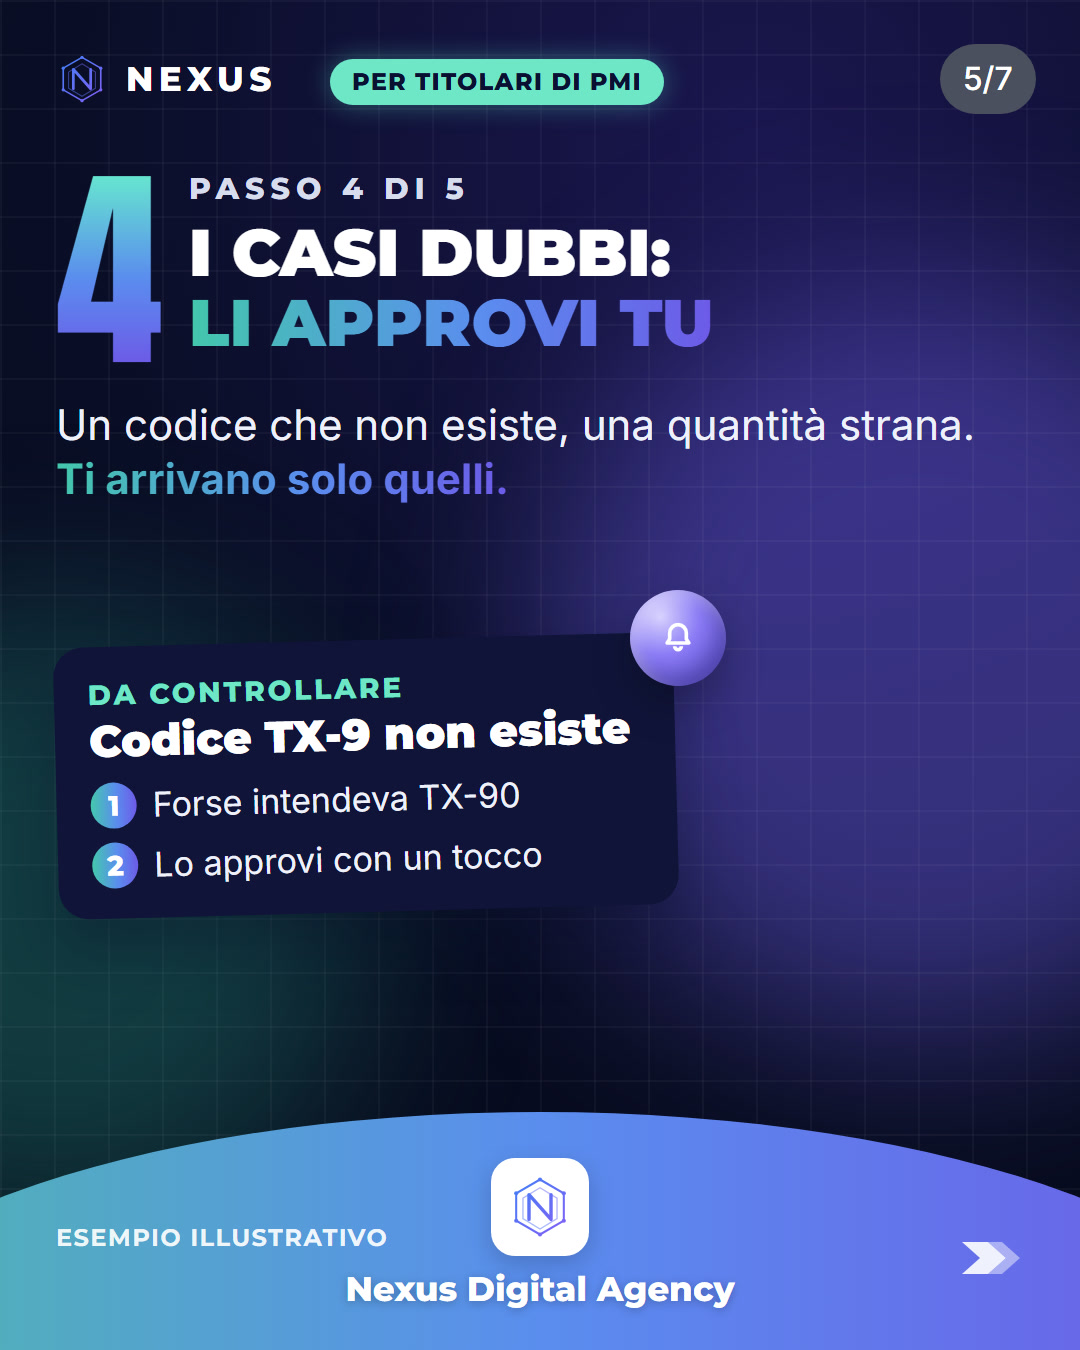 NEXUS
PER TITOLARI DI PMI
5/7
4
PASSO 4 DI 5
I CASI DUBBI:
LI APPROVI TU
Un codice che non esiste, una quantità strana.
Ti arrivano solo quelli.
DA CONTROLLARE
Codice TX-9 non esiste
1 Forse intendeva TX-90
2 Lo approvi con un tocco
N
ESEMPIO ILLUSTRATIVO
Nexus Digital Agency